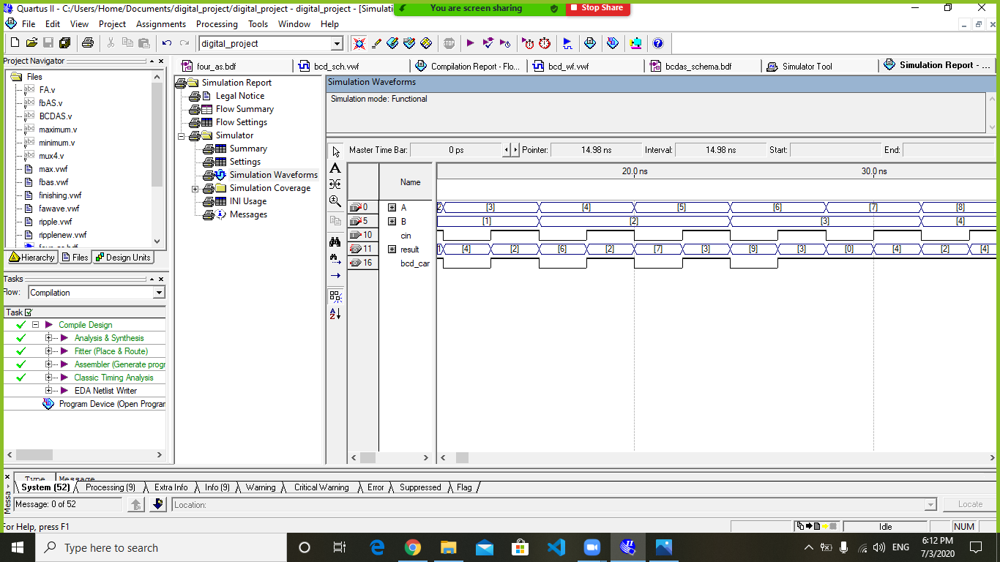 Quartus II - C:/Users/Home/Documents/digital_project/digital_project - digital_project - [Simulati
You are screen sharing
Stop Share
File Edit View Project Assignments Processing Tools Window Help
digital_project
STOP
Project Navigator
Files
FA.v
fbAS.v
BCDAS.v
maximum.v
minimum.v
mux4.v
max.vwf
fbas.vwf
finishing.vwf
fawave.vwf
ripple.vwf
ripplenew.vwf
Hierarchy Files Design Units
Tasks
Flow: Compilation
Task
Compile Design
Analysis & Synthesis
Fitter (Place & Route)
Assembler (Generate progr
Classic Timing Analysis
EDA Netlist Writer
Program Device (Open Program
four_as.bdf
bcd_sch.vwf
Compilation Report - Flo...
bcd_wf.vwf
bcdas_schema.bdf
Simulator Tool
Simulation Report - ...
Simulation Report
Legal Notice
Flow Summary
Flow Settings
Simulator
Summary
Settings
Simulation Waveforms
Simulation Coverage
INI Usage
Messages
Simulation Waveforms
Simulation mode: Functional
Master Time Bar: 0 ps Pointer: 14.98 ns Interval: 14.98 ns Start: End:
Name 20.0 ns 30.0 ns
0 A 2 [3] [4] [5] [6] [7] [8]
5 B [1] [2] [3] [4]
10 cin
11 result 1 [4] [2] [6] [2] [7] [3] [9] [3] [0] [4] [2] [4]
16 bcd_car
Type Message
System (52) Processing (9) Extra Info Info (9) Warning Critical Warning Error Suppressed Flag
Message: 0 of 52
Location:
Locate
For Help, press F1
Idle
NUM
Type here to search
ENG
6:12 PM
7/3/2020